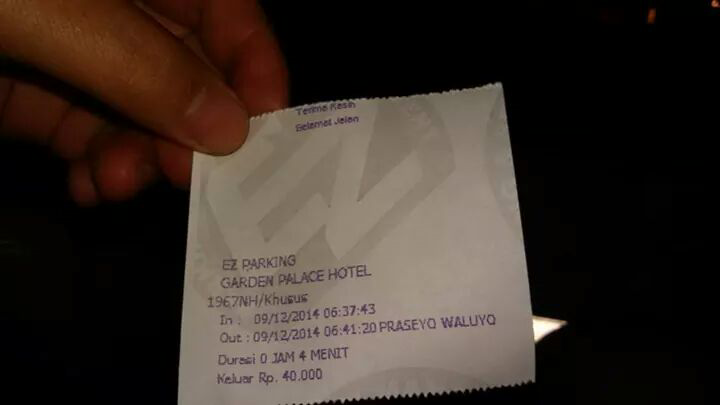 Terima Kasih
Selamat Jalan
EZ PARKING
GARDEN PALACE HOTEL
1967NH/Khusus
In : 09/12/2014 06:37:43
Out : 09/12/2014 06:41:20 PRASEYO WALUYO
Durasi 0 JAM 4 MENIT
Keluar Rp. 40.000